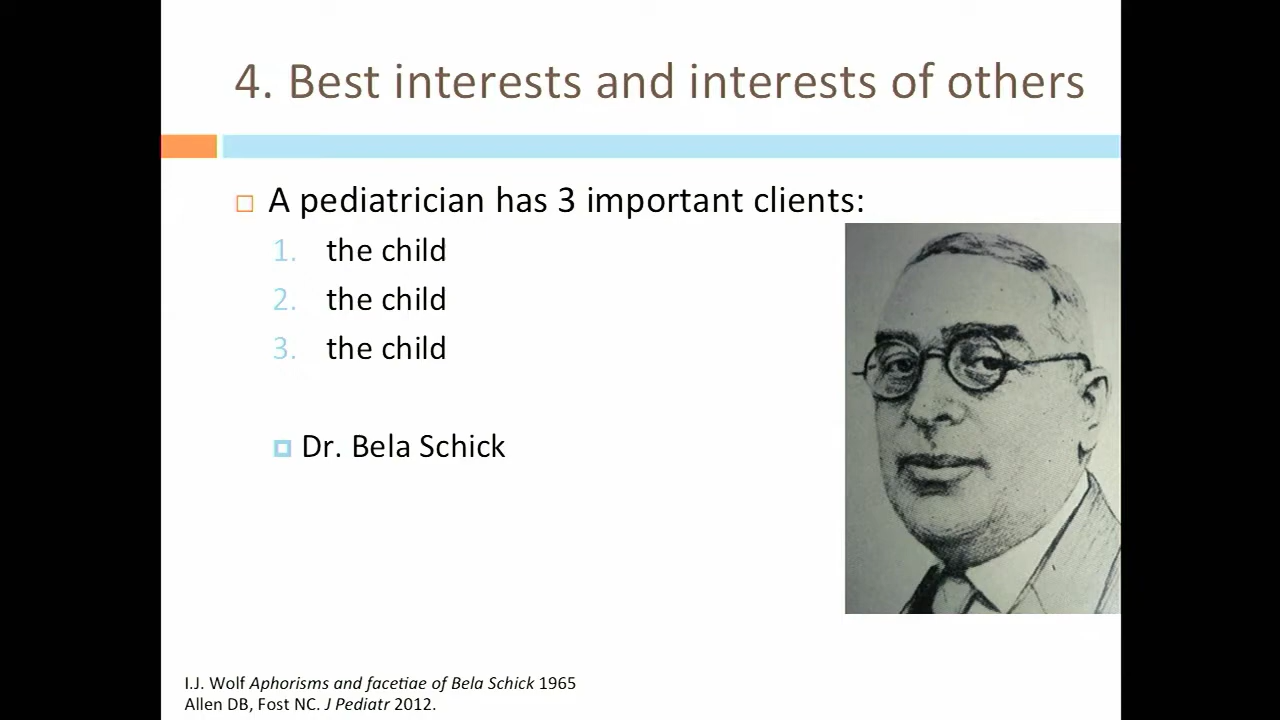 4. Best interests and interests of others
A pediatrician has 3 important clients:
1. the child
2. the child
3. the child
Dr. Bela Schick
I.J. Wolf Aphorisms and facetiae of Bela Schick 1965
Allen DB, Fost NC. J Pediatr 2012.